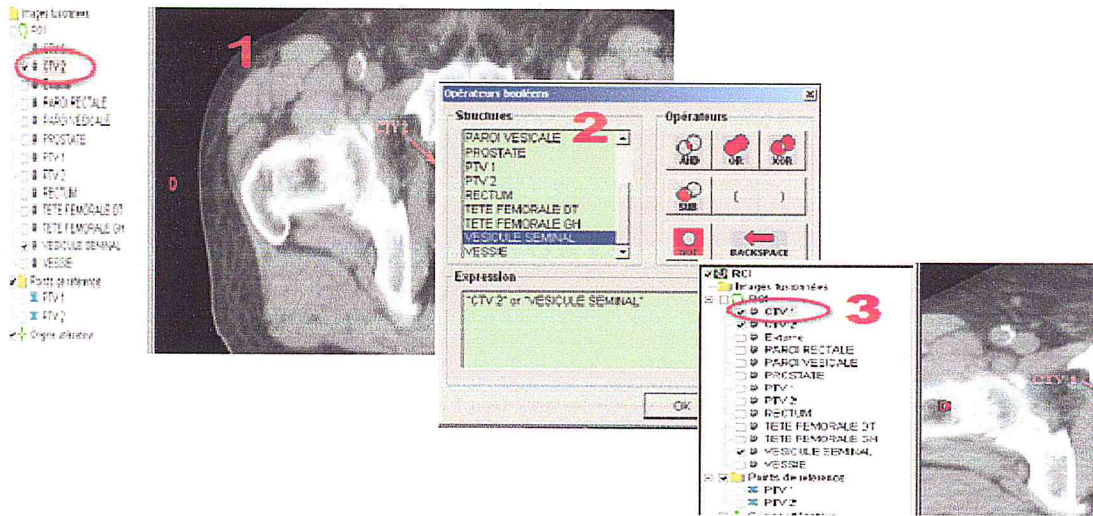 Images fusionnées
ROI
CTV 2
Externe
PAROI RECTALE
PAROI VESICALE
PROSTATE
PTV 1
PTV 2
RECTUM
TETE FEMORALE DT
TETE FEMORALE GH
VESICULE SEMINAL
VESSIE
Points de référence
PTV 1
PTV 2
Origine utilisateur
1
D
CTV 2
Opérateurs booléens
Structures
2
PAROI VESICALE
PROSTATE
PTV 1
PTV 2
RECTUM
TETE FEMORALE DT
TETE FEMORALE GH
VESICULE SEMINAL
VESSIE
Opérateurs
AND
OR
XOR
SUB
( )
NOT
BACKSPACE
Expression
"CTV 2" or "VESICULE SEMINAL"
OK
ROI
Images fusionnées
ROI
3
CTV 1
CTV 2
Externe
PAROI RECTALE
PAROI VESICALE
PROSTATE
PTV 1
PTV 2
RECTUM
TETE FEMORALE DT
TETE FEMORALE GH
VESICULE SEMINAL
VESSIE
Points de référence
PTV 1
PTV 2
D